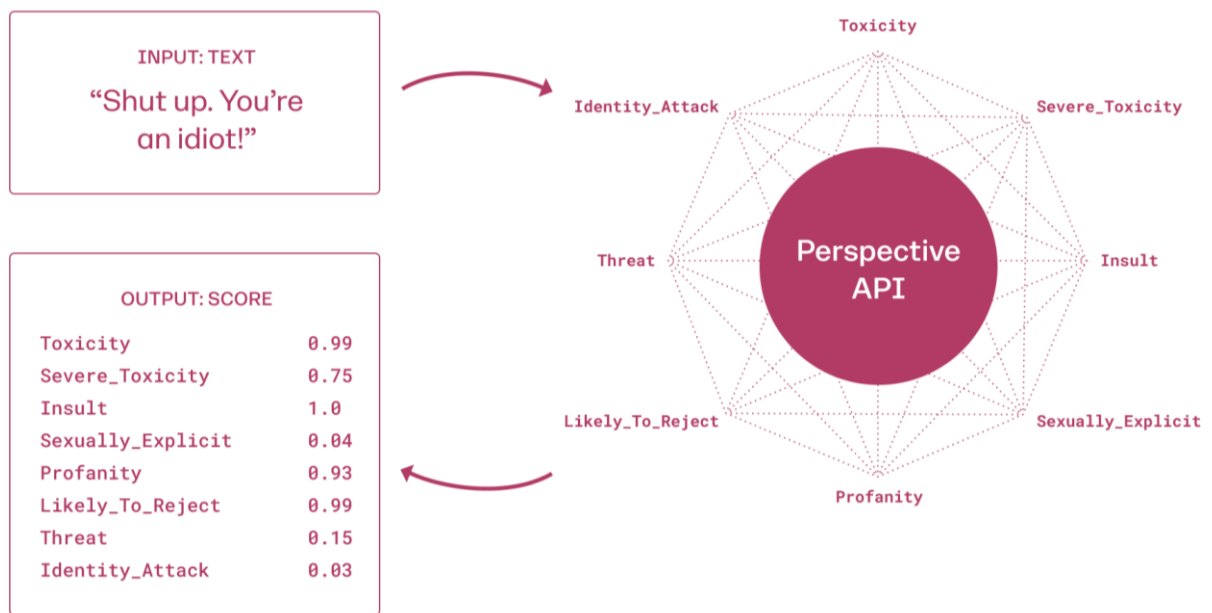 INPUT: TEXT
“Shut up. You’re
an idiot!”
Toxicity
Identity_Attack
Severe_Toxicity
Threat
Perspective
API
Insult
Likely_To_Reject
Sexually_Explicit
Profanity
OUTPUT: SCORE
Toxicity 0.99
Severe_Toxicity 0.75
Insult 1.0
Sexually_Explicit 0.04
Profanity 0.93
Likely_To_Reject 0.99
Threat 0.15
Identity_Attack 0.03